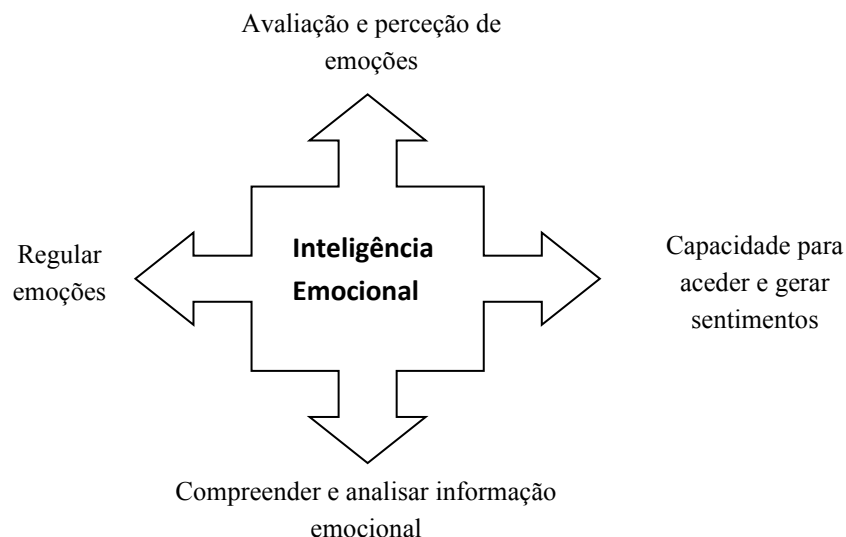 Avaliação e perceção de
emoções
Regular
emoções
Inteligência
Emocional
Capacidade para
aceder e gerar
sentimentos
Compreender e analisar informação
emocional